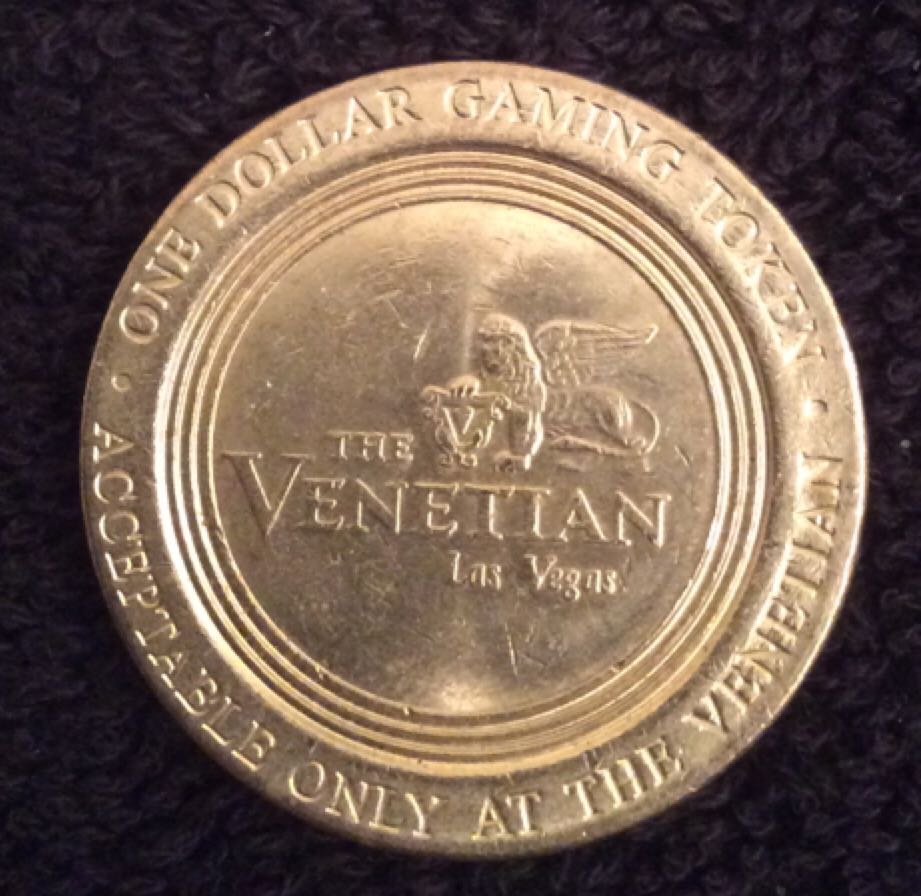 ONE DOLLAR GAMING TOKEN
THE
V
VENETIAN
Las Vegas
• ACCEPTABLE ONLY AT THE VENETIAN •